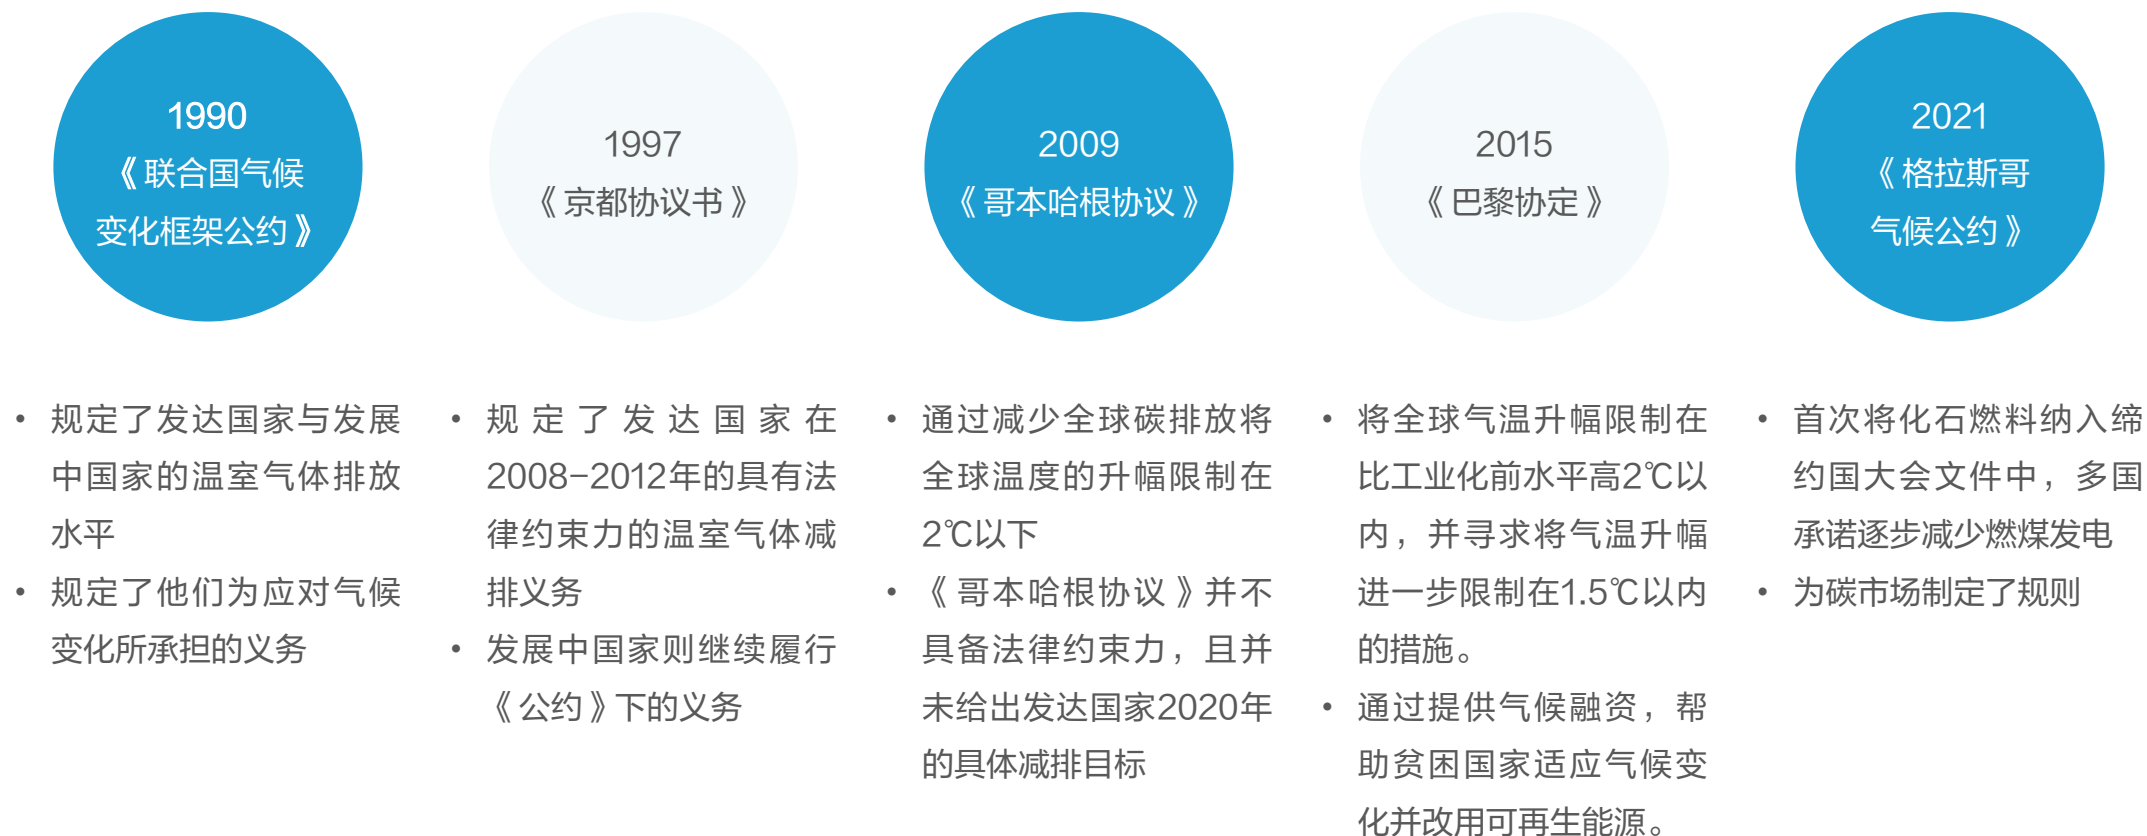 1990
《联合国气候
变化框架公约》
1997
《京都协议书》
2009
《哥本哈根协议》
2015
《巴黎协定》
2021
《格拉斯哥
气候公约》
• 规定了发达国家与发展
中国家的温室气体排放
水平
• 规定了他们为应对气候
变化所承担的义务
• 规定了发达国家在
2008-2012年的具有法
律约束力的温室气体减
排义务
• 发展中国家则继续履行
《公约》下的义务
• 通过减少全球碳排放将
全球温度的升幅限制在
2℃以下
• 《哥本哈根协议》并不
具备法律约束力，且并
未给出发达国家2020年
的具体减排目标
• 将全球气温升幅限制在
比工业化前水平高2℃以
内，并寻求将气温升幅
进一步限制在1.5℃以内
的措施。
• 通过提供气候融资，帮
助贫困国家适应气候变
化并改用可再生能源。
• 首次将化石燃料纳入缔
约国大会文件中，多国
承诺逐步减少燃煤发电
• 为碳市场制定了规则